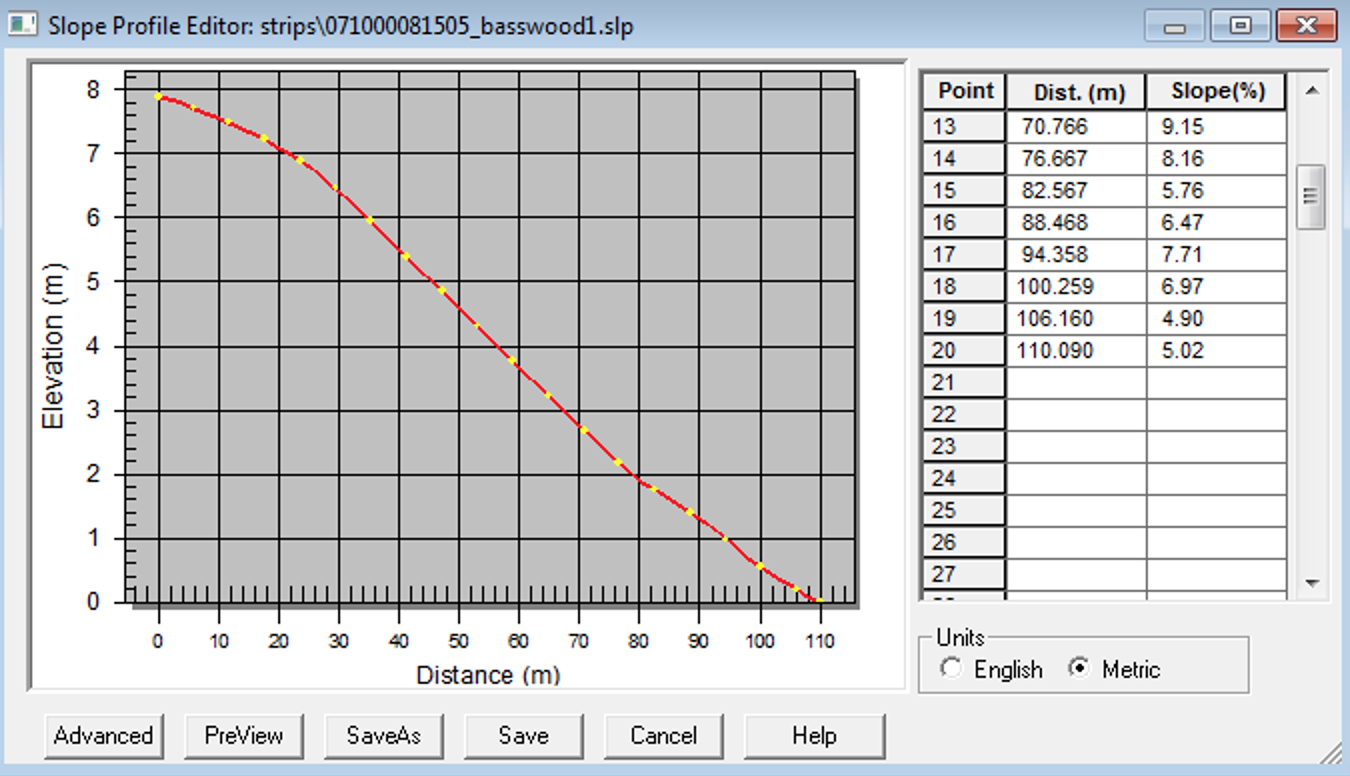 Slope Profile Editor: strips\071000081505_basswood1.slp
8
7
6
5
4
3
2
1
0
Elevation (m)
0 10 20 30 40 50 60 70 80 90 100 110
Distance (m)
Point Dist. (m) Slope(%)
13 70.766 9.15
14 76.667 8.16
15 82.567 5.76
16 88.468 6.47
17 94.358 7.71
18 100.259 6.97
19 106.160 4.90
20 110.090 5.02
21
22
23
24
25
26
27
Units
English Metric
Advanced PreView SaveAs Save Cancel Help